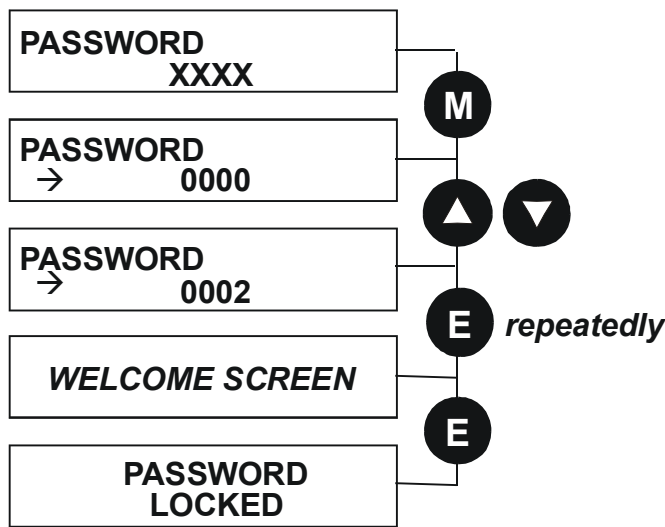 PASSWORD
XXXX
M
PASSWORD
→ 0000
PASSWORD
→ 0002
E repeatedly
WELCOME SCREEN
E
PASSWORD
LOCKED